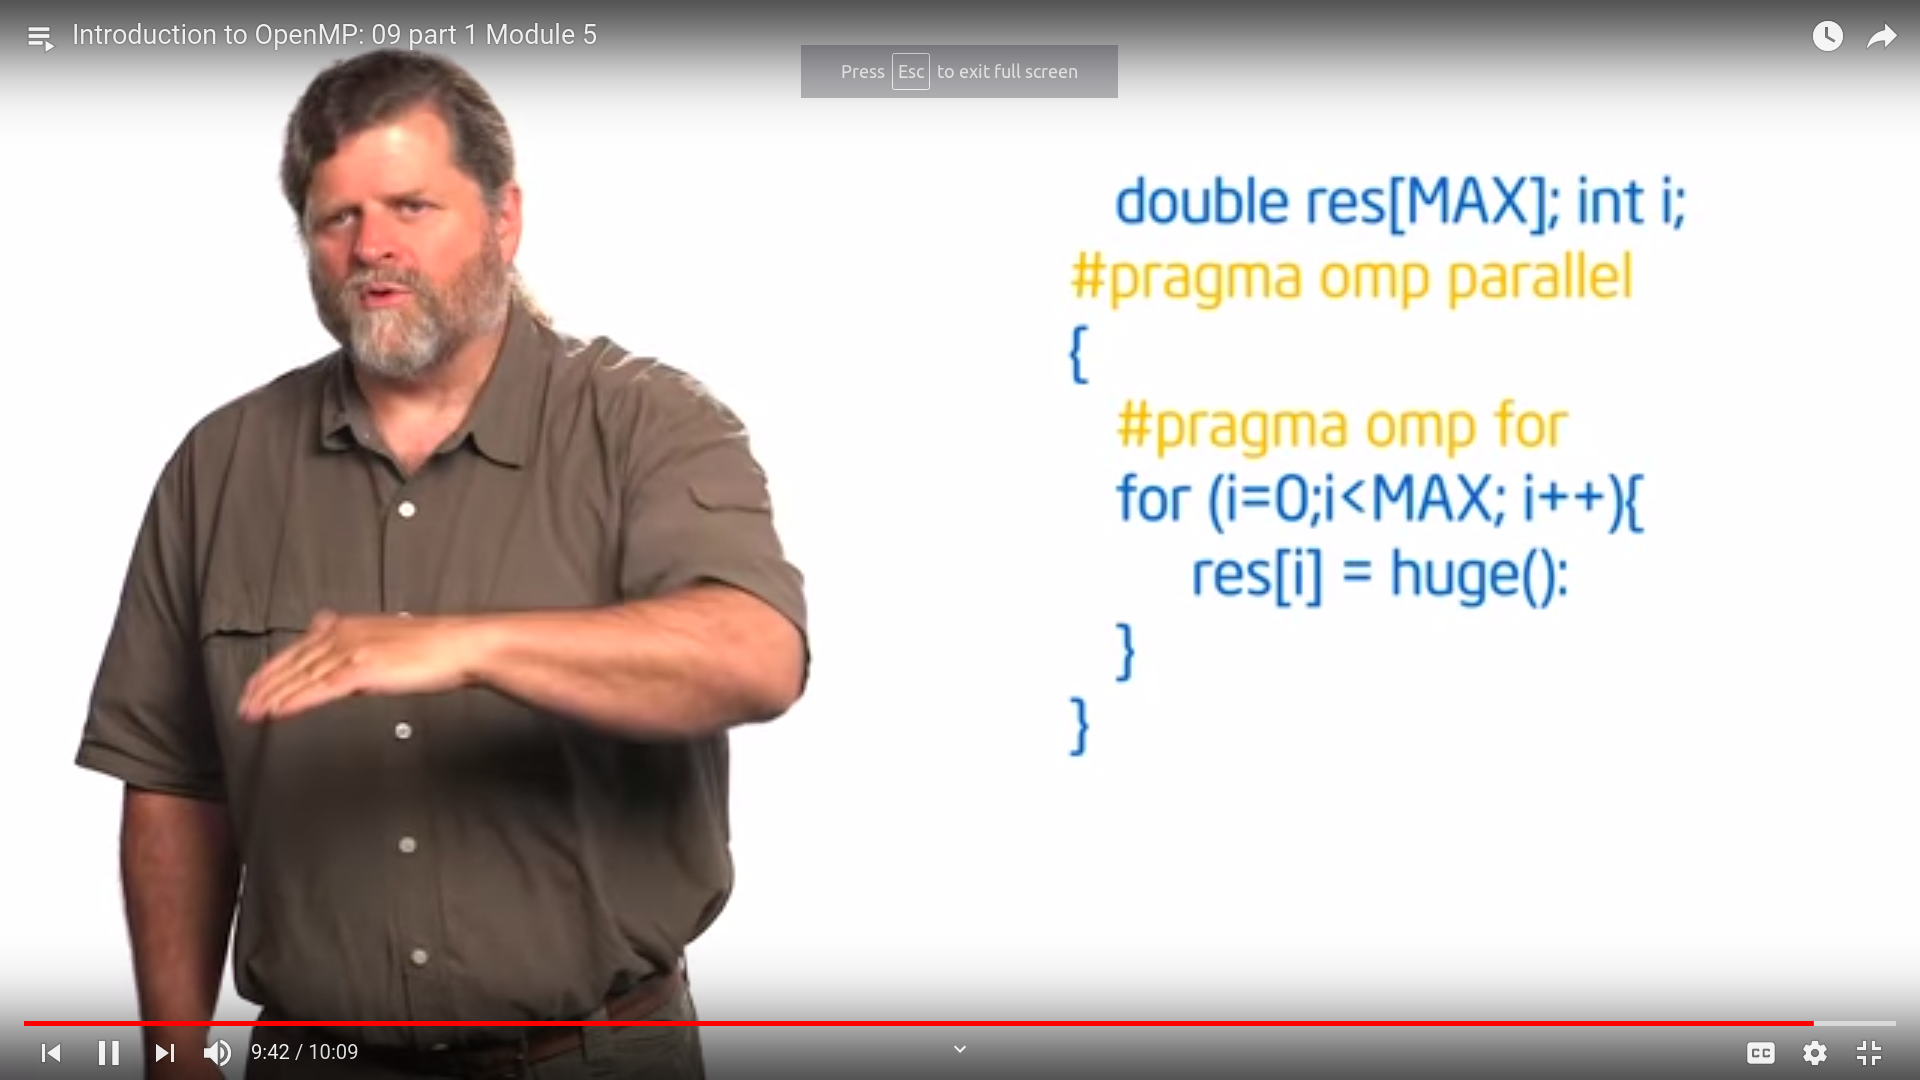 Introduction to OpenMP: 09 part 1 Module 5
Press Esc to exit full screen
double res[MAX]; int i;
#pragma omp parallel
{
#pragma omp for
for (i=0;i<MAX; i++){
res[i] = huge():
}
}
9:42 / 10:09
CC